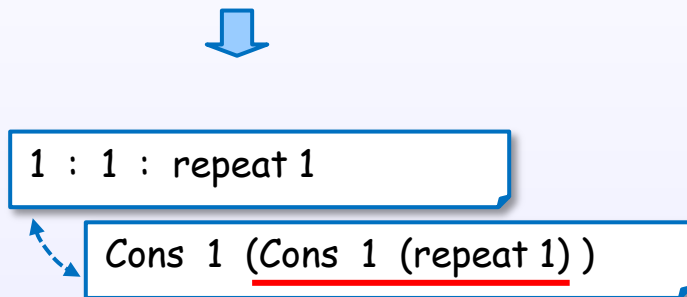 1 : 1 : repeat 1
Cons 1 (Cons 1 (repeat 1) )